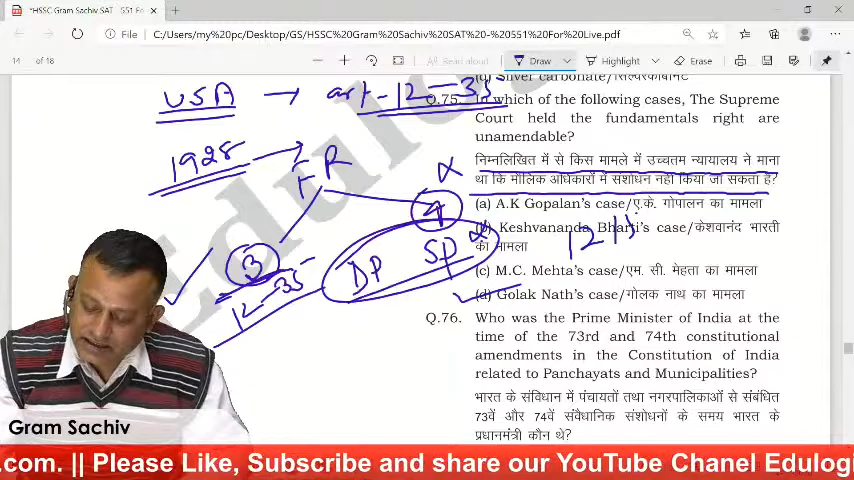 *HSSC Gram Sachiv SAT - 551 Fo
File C:/Users/my%20pc/Desktop/GS/HSSC%20Gram%20Sachiv%20SAT%20-%20551%20For%20Live.pdf
14 of 18
Read aloud Draw Highlight Erase
(d) Silver carbonate/सिल्वरकार्बोनेट
USA → art-12-35
Q.75. In which of the following cases, The Supreme
Court held the fundamentals right are
unamendable?
1928 → FR
निम्नलिखित में से किस मामले में उच्चतम न्यायालय ने माना
था कि मौलिक अधिकारों में संशोधन नहीं किया जा सकता है?
(a) A.K Gopalan's case/ए.के. गोपालन का मामला
4
(b) Keshvananda Bharti's case/केशवानंद भारती
का मामला
12 13
3
DP SP
12-35
(c) M.C. Mehta's case/एम. सी. मेहता का मामला
(d) Golak Nath's case/गोलक नाथ का मामला
Q.76. Who was the Prime Minister of India at the
time of the 73rd and 74th constitutional
amendments in the Constitution of India
related to Panchayats and Municipalities?
भारत के संविधान में पंचायतों तथा नगरपालिकाओं से संबंधित
73वें और 74वें संवैधानिक संशोधनों के समय भारत के
प्रधानमंत्री कौन थे?
Gram Sachiv
.com. || Please Like, Subscribe and share our YouTube Chanel Edulog